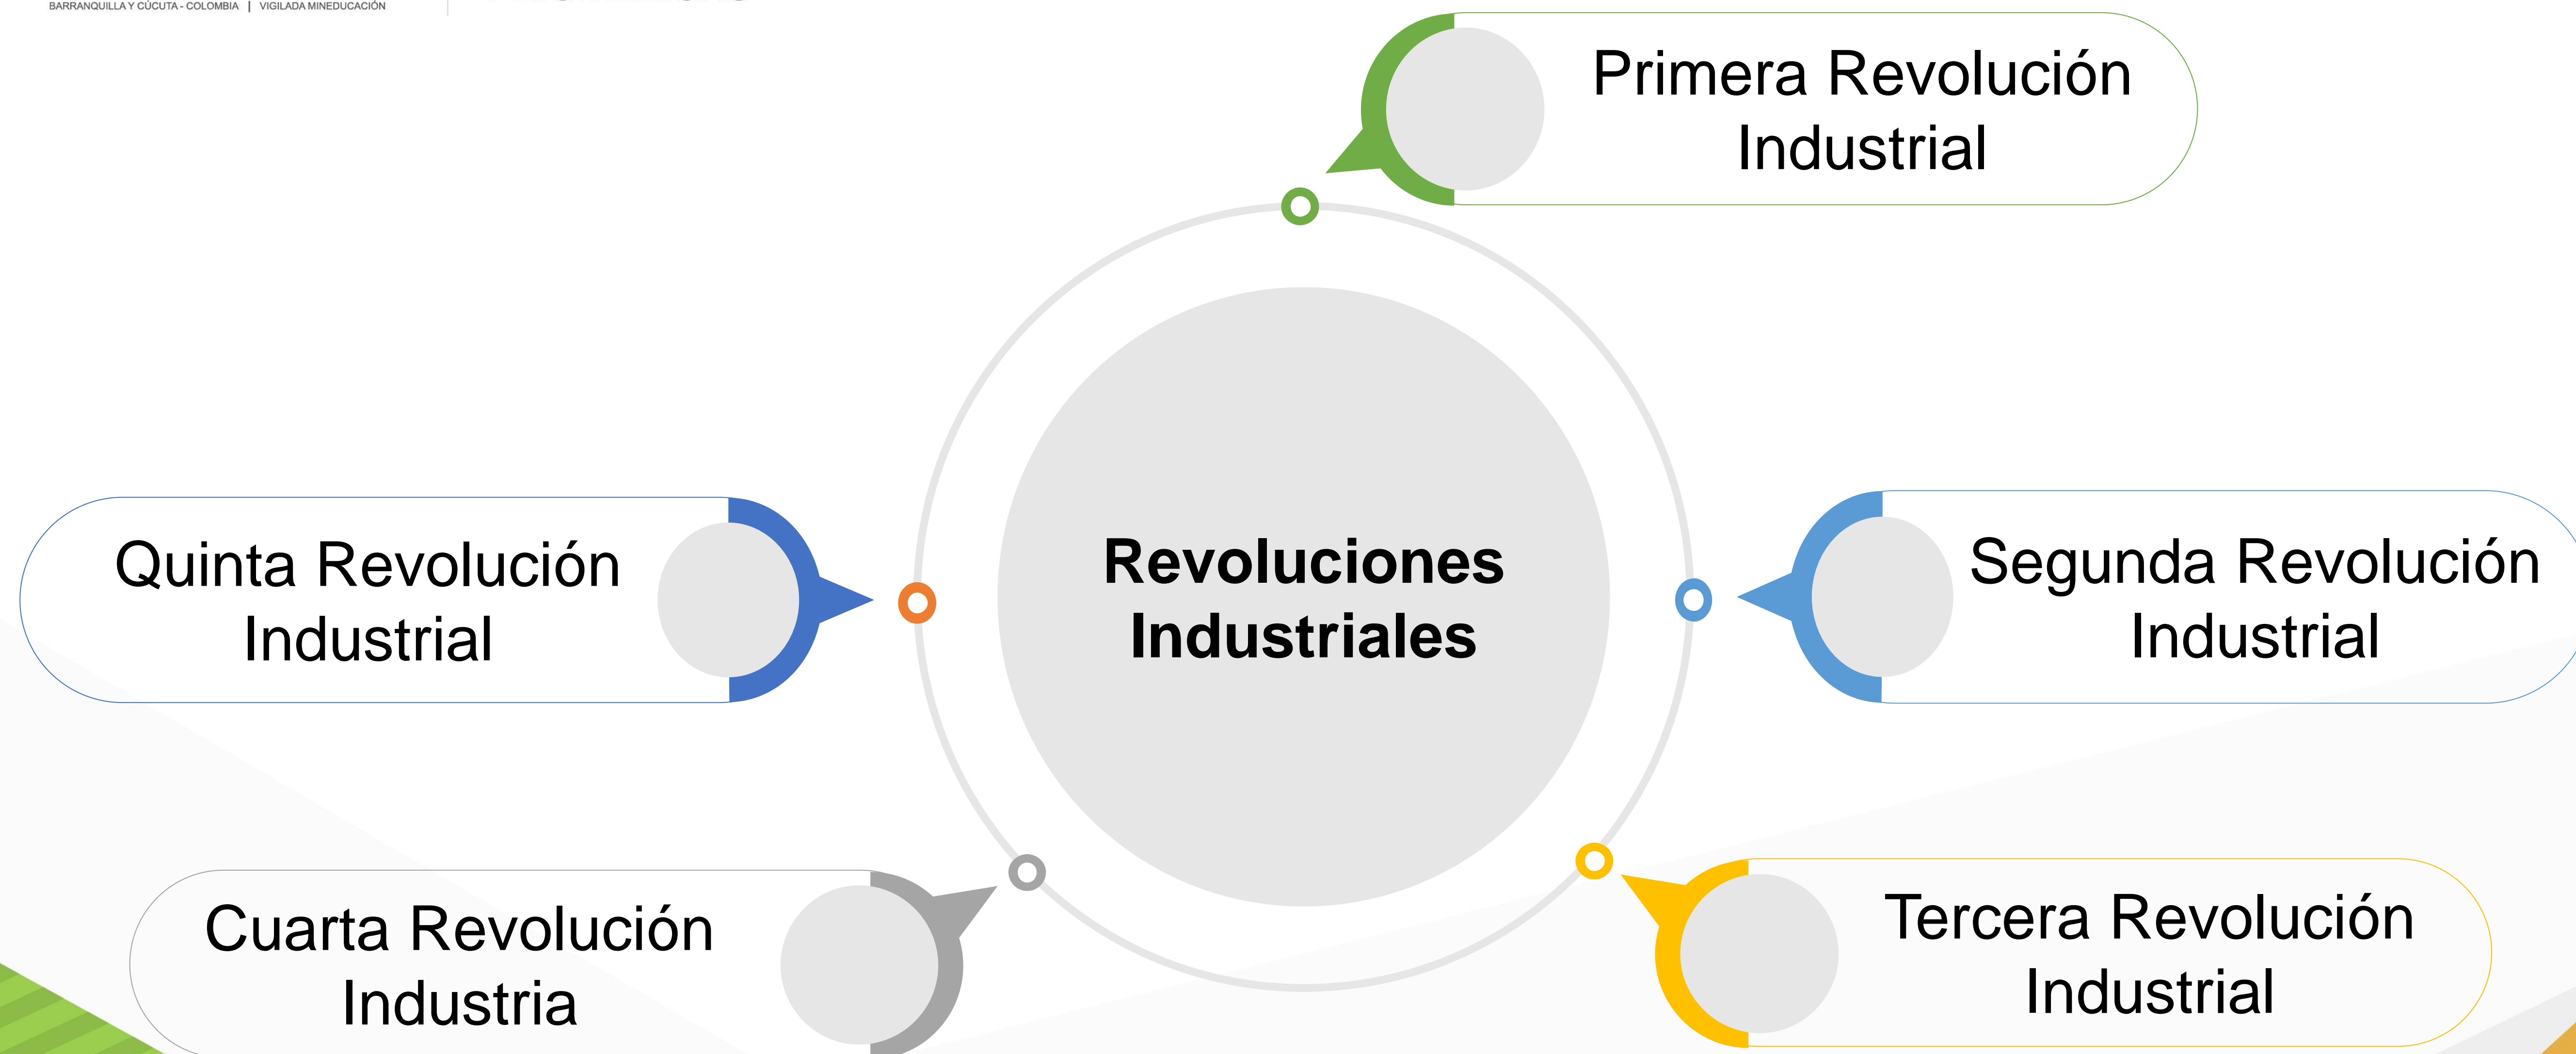 BARRANQUILLA Y CÚCUTA - COLOMBIA | VIGILADA MINEDUCACIÓN
Primera Revolución
Industrial
Segunda Revolución
Industrial
Tercera Revolución
Industrial
Cuarta Revolución
Industria
Quinta Revolución
Industrial
Revoluciones
Industriales